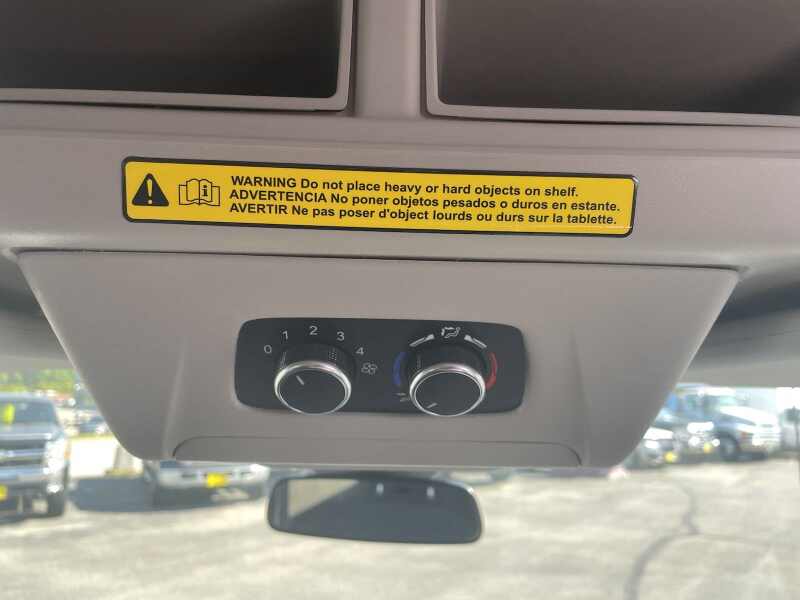 WARNING Do not place heavy or hard objects on shelf.
ADVERTENCIA No poner objetos pesados o duros en estante.
AVERTIR Ne pas poser d'object lourds ou durs sur la tablette.
0 1 2 3 4